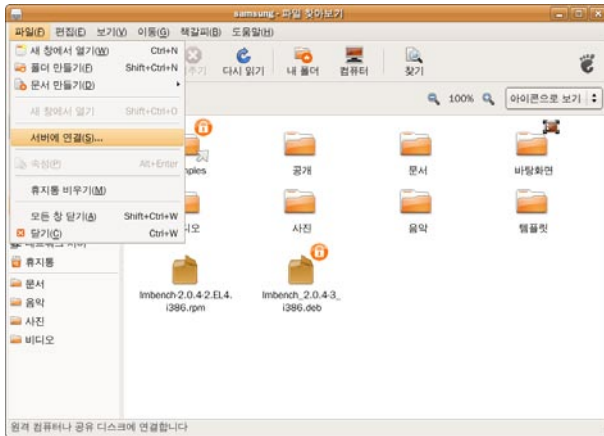 samsung - 파일 찾아보기
파일(F) 편집(E) 보기(V) 이동(G) 책갈피(B) 도움말(H)
새 창에서 열기(W) Ctrl+N
폴더 만들기(F) Shift+Ctrl+N
문서 만들기(D)
새 창에서 열기 Shift+Ctrl+O
서버에 연결(S)...
속성(P) Alt+Enter
휴지통 비우기(M)
모든 창 닫기(A) Shift+Ctrl+W
닫기(C) Ctrl+W
다시 읽기 내 폴더 컴퓨터 찾기
100% 아이콘으로 보기
공개 문서 바탕화면
사진 음악 템플릿
휴지통
문서
음악
사진
비디오
lmbench-2.0.4-2.EL4.
i386.rpm
lmbench_2.0.4-3_
i386.deb
원격 컴퓨터나 공유 디스크에 연결합니다